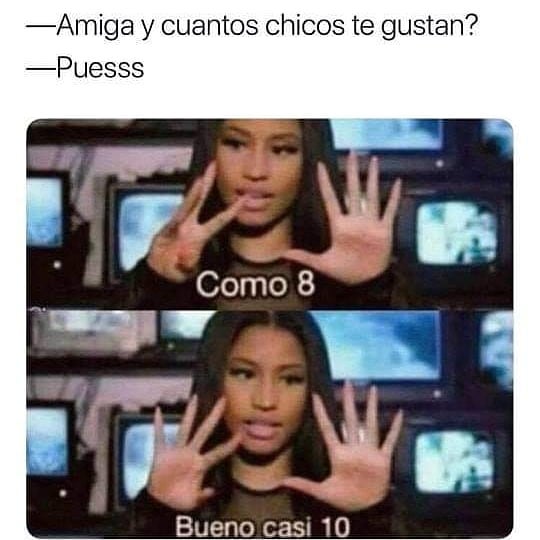 —Amiga y cuantos chicos te gustan?
—Puesss
Como 8
Bueno casi 10